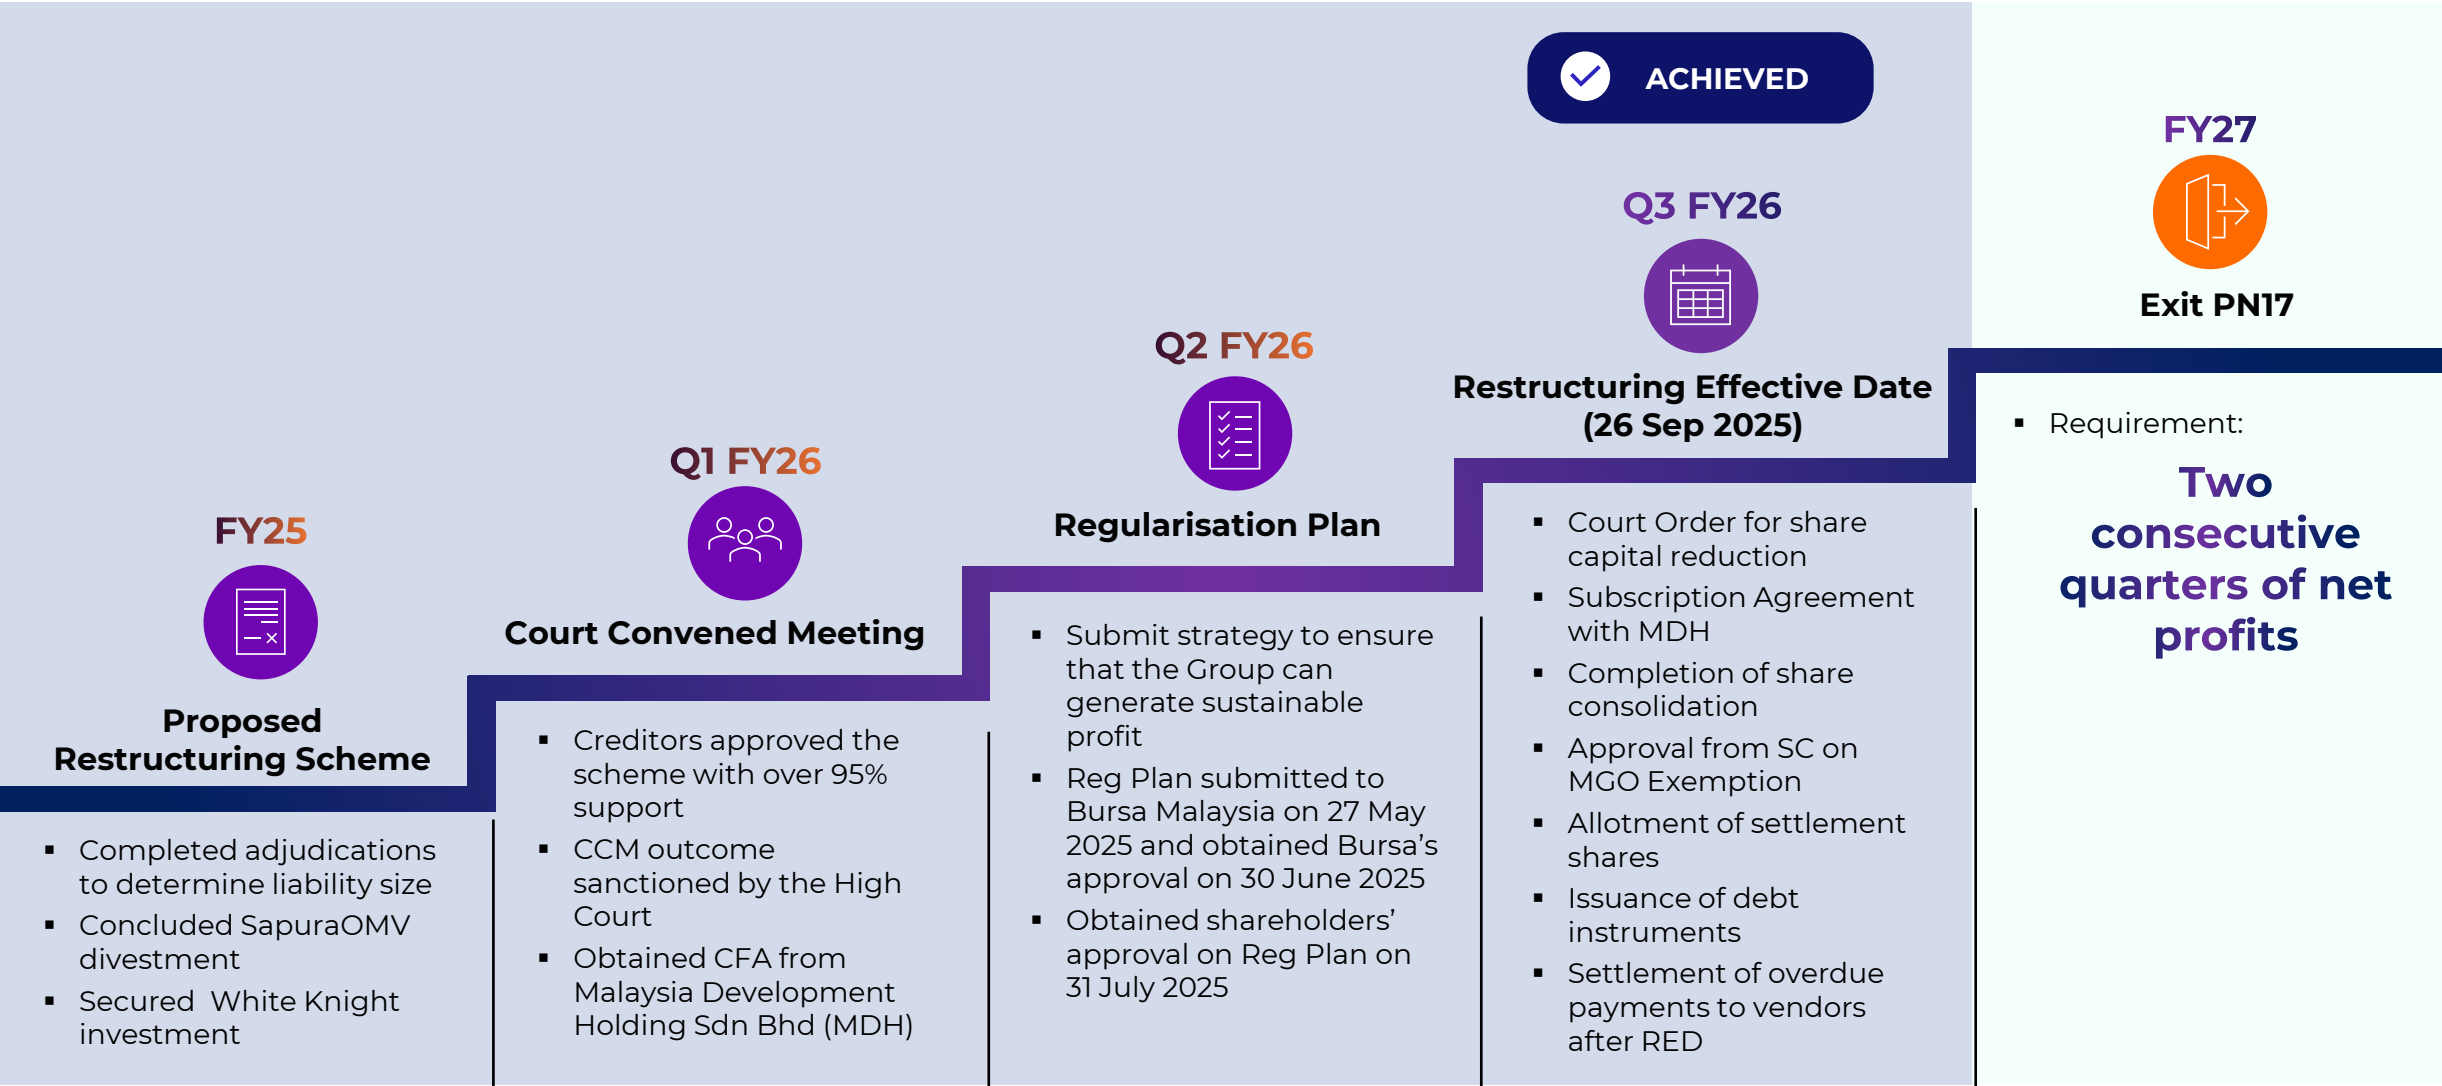 FY25
Proposed
Restructuring Scheme
▪ Completed adjudications
to determine liability size
▪ Concluded SapuraOMV
divestment
▪ Secured  White Knight
investment
Q1 FY26
Court Convened Meeting
▪ Creditors approved the
scheme with over 95%
support
▪ CCM outcome
sanctioned by the High
Court
▪ Obtained CFA from
Malaysia Development
Holding Sdn Bhd (MDH)
Q2 FY26
Regularisation Plan
▪ Submit strategy to ensure
that the Group can
generate sustainable
profit
▪ Reg Plan submitted to
Bursa Malaysia on 27 May
2025 and obtained Bursa’s
approval on 30 June 2025
▪ Obtained shareholders’
approval on Reg Plan on
31 July 2025
ACHIEVED
Q3 FY26
Restructuring Effective Date
(26 Sep 2025)
▪ Court Order for share
capital reduction
▪ Subscription Agreement
with MDH
▪ Completion of share
consolidation
▪ Approval from SC on
MGO Exemption
▪ Allotment of settlement
shares
▪ Issuance of debt
instruments
▪ Settlement of overdue
payments to vendors
after RED
FY27
Exit PN17
▪ Requirement:
Two
consecutive
quarters of net
profits